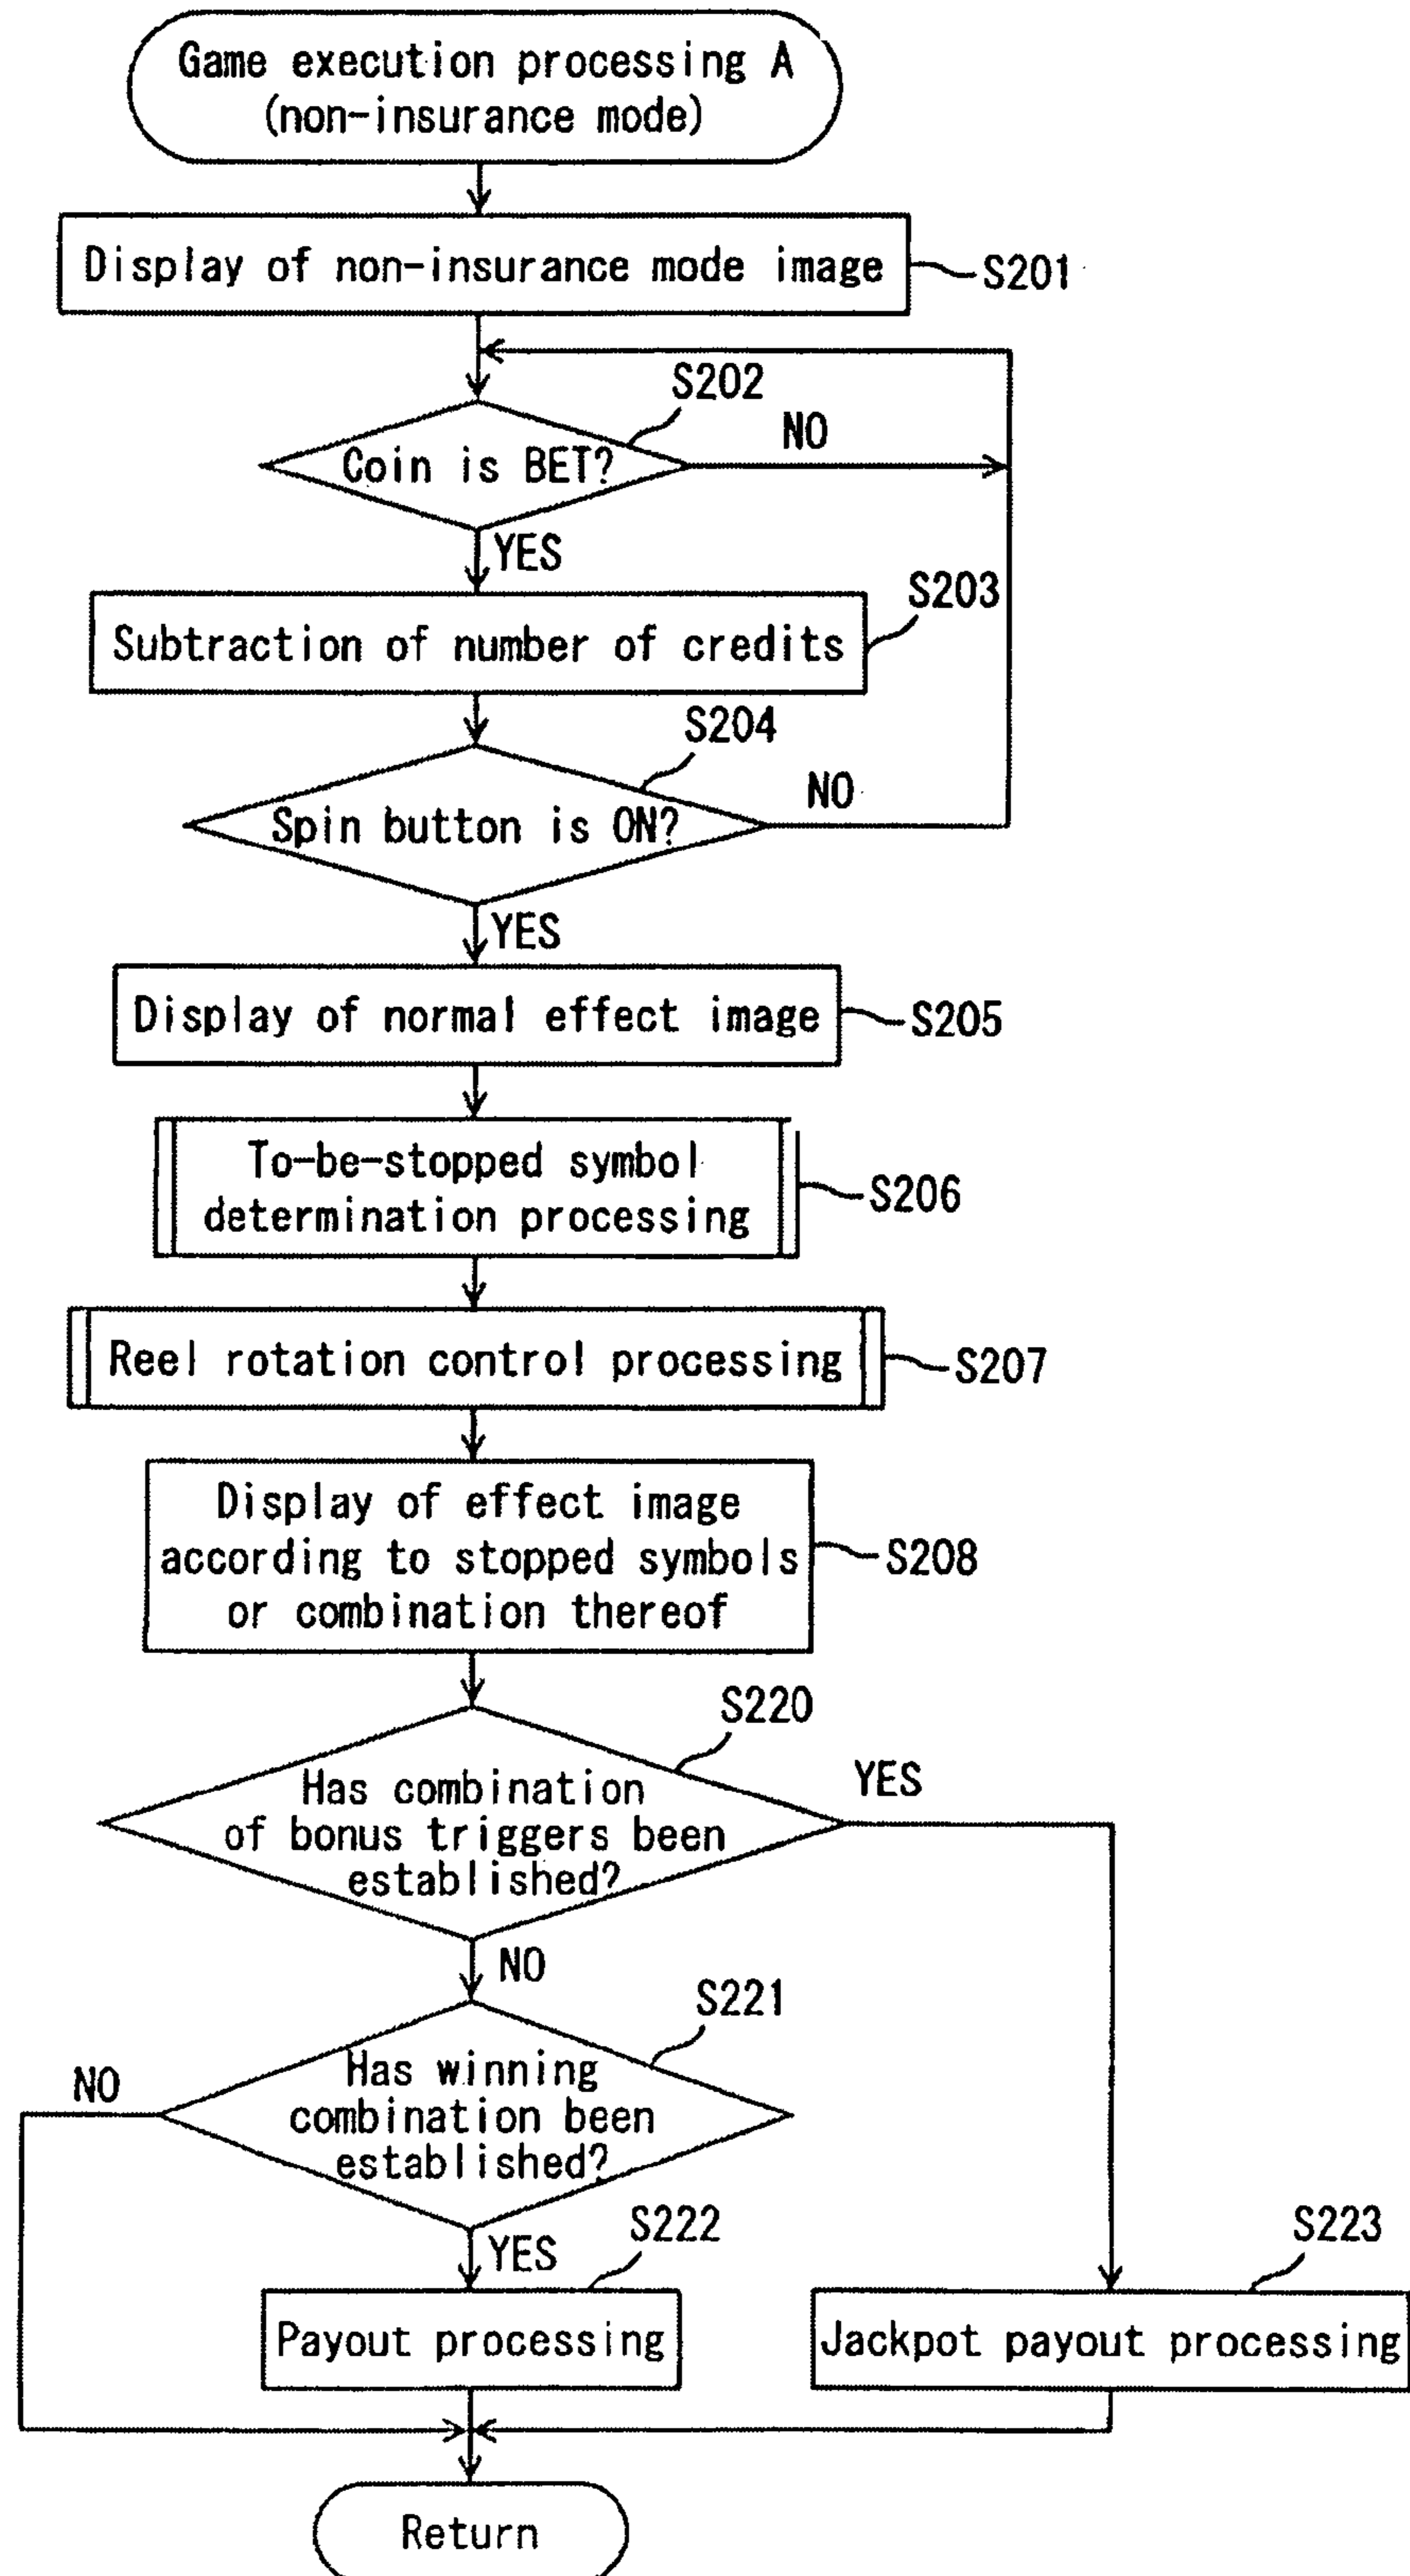 Game execution processing A
(non-insurance mode)
Display of non-insurance mode image
S201
S202
NO
Coin is BET?
YES
S203
Subtraction of number of credits
S204
NO
Spin button is ON?
YES
Display of normal effect image
S205
To-be-stopped symbol
determination processing
S206
Reel rotation control processing
S207
Display of effect image
according to stopped symbols
or combination thereof
S208
S220
YES
Has combination
of bonus triggers been
established?
NO
S221
NO
Has winning
combination been
established?
YES
S222
S223
Payout processing
Jackpot payout processing
Return